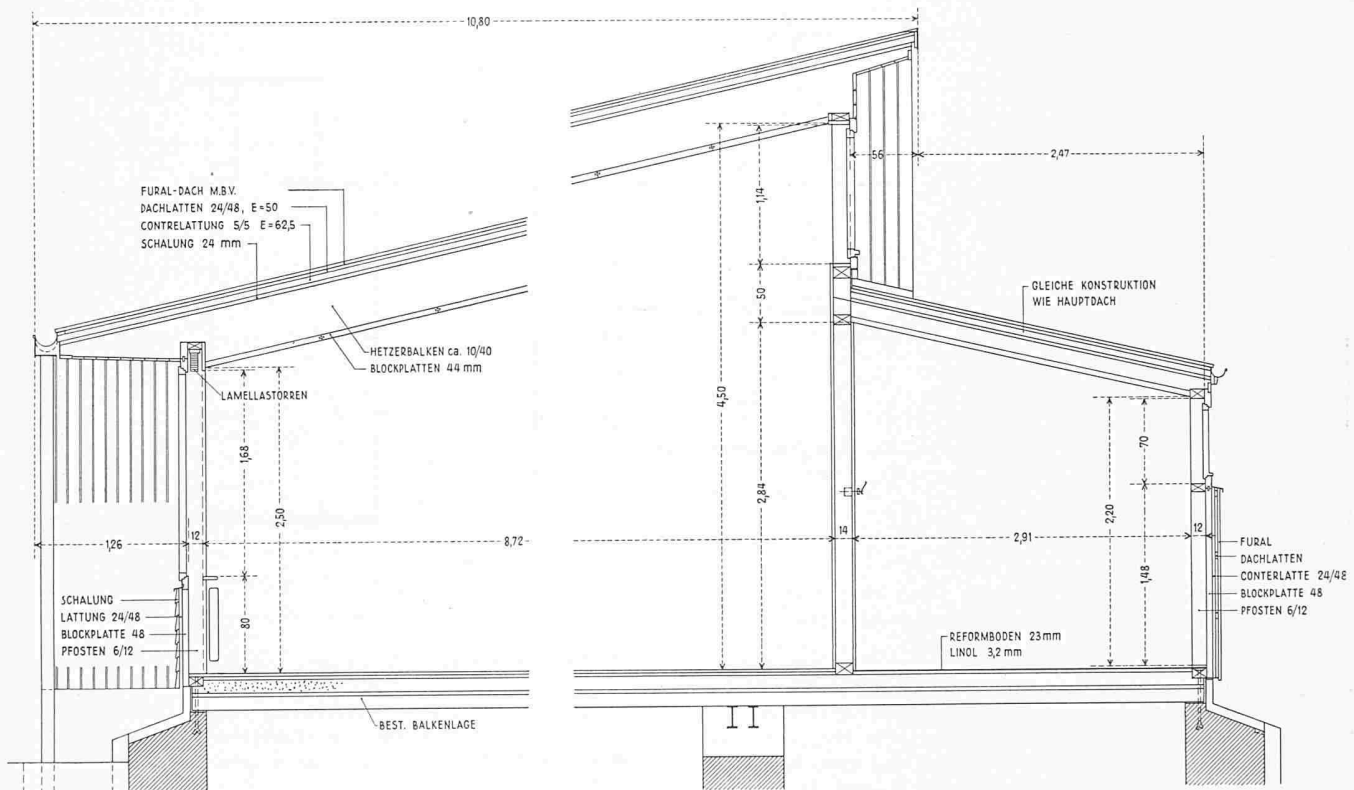 10,80
56
2,47
1,14
FURAL-DACH M.B.V.
DACHLATTEN 24/48, E=50
CONTRELATTUNG 5/5 E=62,5
SCHALUNG 24 mm
50
GLEICHE KONSTRUKTION
WIE HAUPTDACH
HETZERBALKEN ca. 10/40
BLOCKPLATTEN 44 mm
LAMELLASTORREN
4,50
1,68
2,50
2,84
70
2,20
1,26
12
8,72
14
2,91
12
1,48
FURAL
DACHLATTEN
CONTERLATTE 24/48
BLOCKPLATTE 48
PFOSTEN 6/12
SCHALUNG
LATTUNG 24/48
BLOCKPLATTE 48
PFOSTEN 6/12
80
REFORMBODEN 23 mm
LINOL 3,2 mm
BEST. BALKENLAGE